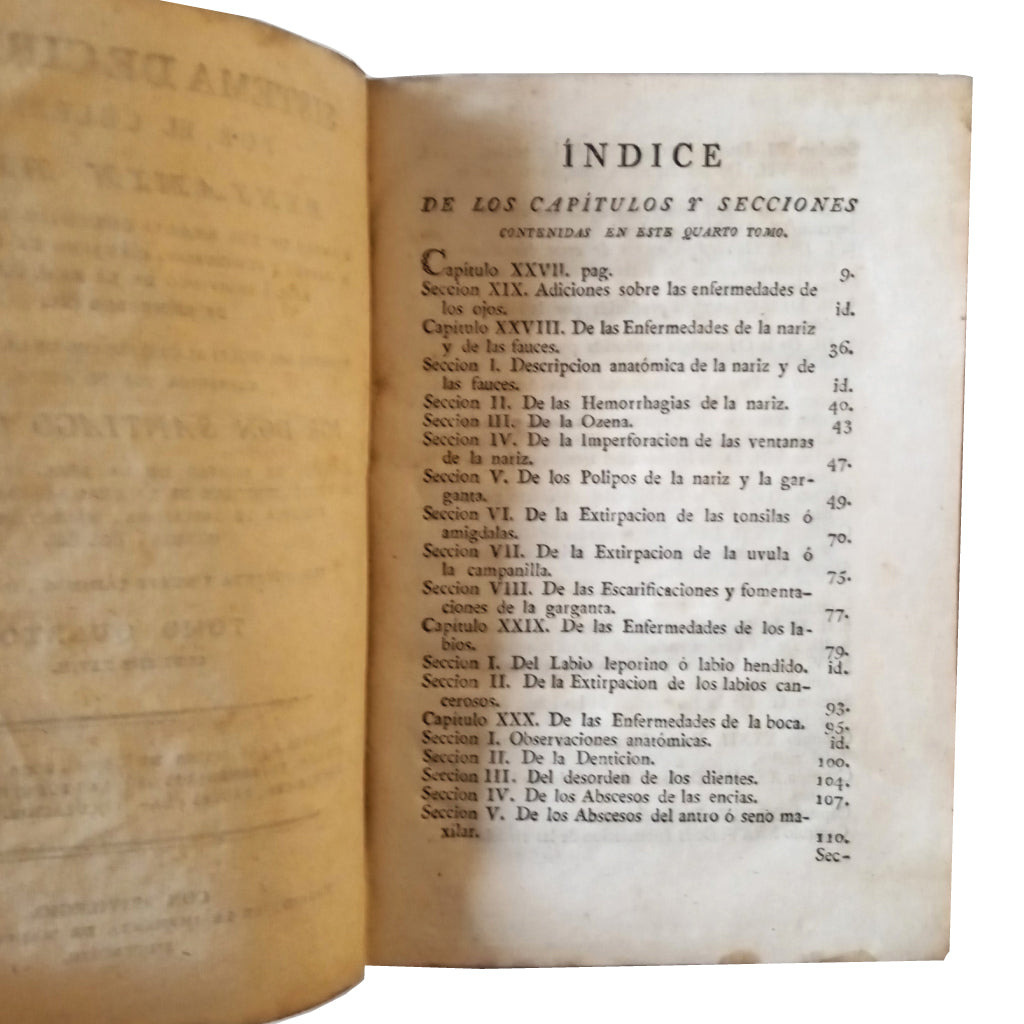 ÍNDICE
DE LOS CAPÍTULOS Y SECCIONES
CONTENIDAS EN ESTE QUARTO TOMO.
Capítulo XXVII. pag. 9.
Seccion XIX. Adiciones sobre las enfermedades de
los ojos. id.
Capitulo XXVIII. De las Enfermedades de la nariz
y de las fauces. 36.
Seccion I. Descripcion anatómica de la nariz y de
las fauces. id.
Seccion II. De las Hemorrhagias de la nariz. 40.
Seccion III. De la Ozena. 43
Seccion IV. De la Imperforacion de las ventanas
de la nariz. 47.
Seccion V. De los Polipos de la nariz y la gar-
ganta. 49.
Seccion VI. De la Extirpacion de las tonsilas ó
amigdalas. 70.
Seccion VII. De la Extirpacion de la uvula ó
la campanilla. 75.
Seccion VIII. De las Escarificaciones y fomenta-
ciones de la garganta. 77.
Capitulo XXIX. De las Enfermedades de los la-
bios. 79.
Seccion I. Del Labio leporino ó labio hendido. id.
Seccion II. De la Extirpacion de los labios can-
cerosos. 93.
Capitulo XXX. De las Enfermedades de la boca. 95.
Seccion I. Observaciones anatómicas. id.
Seccion II. De la Denticion. 100.
Seccion III. Del desorden de los dientes. 104.
Seccion IV. De los Abscesos de las encias. 107.
Seccion V. De los Abscesos del antro ó seno ma-
xîlar. 110.
Sec-